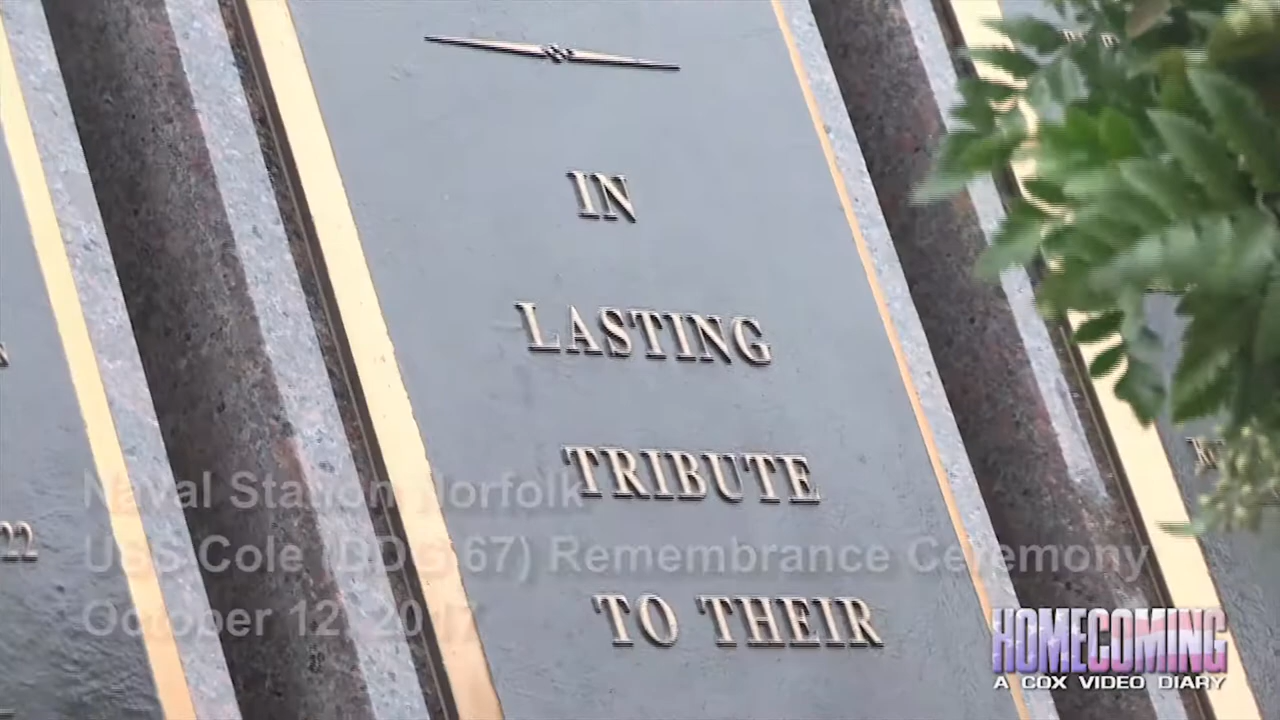 IN
LASTING
TRIBUTE
TO THEIR
22
Naval Station Norfolk
USS Cole (DDG 67) Remembrance Ceremony
October 12, 2017
HOMECOMING
A COX VIDEO DIARY